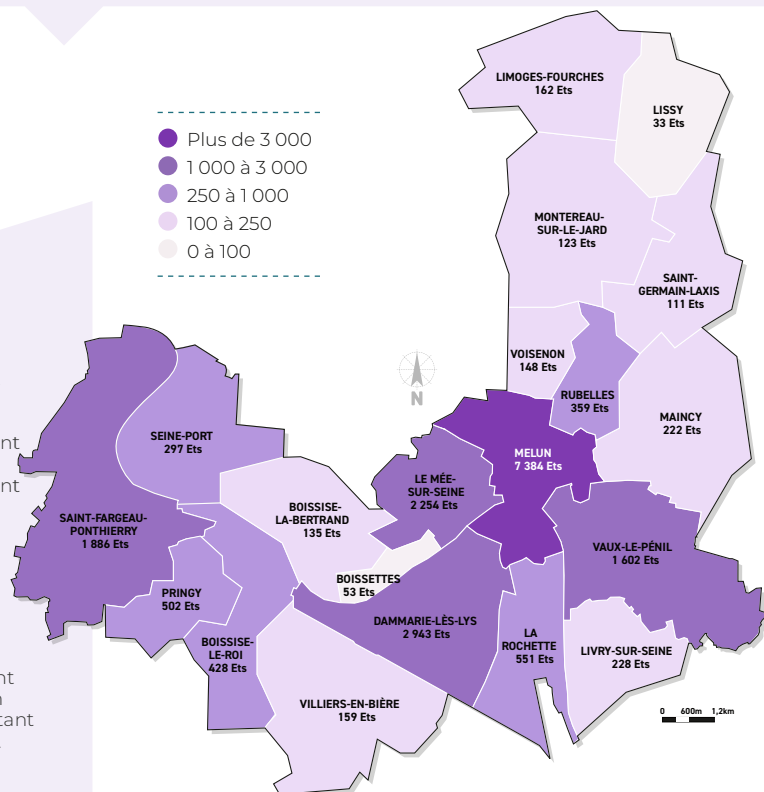 Plus de 3 000
1 000 à 3 000
250 à 1 000
100 à 250
0 à 100
LIMOGES-FOURCHES
162 Ets
LISSY
33 Ets
MONTEREAU-
SUR-LE-JARD
123 Ets
SAINT-
GERMAIN-LAXIS
111 Ets
VOISENON
148 Ets
RUBELLES
359 Ets
MAINCY
222 Ets
N
SEINE-PORT
297 Ets
MELUN
7 384 Ets
LE MÉE-
SUR-SEINE
2 254 Ets
BOISSISE-
LA-BERTRAND
135 Ets
SAINT-FARGEAU-
PONTHIERRY
1 886 Ets
VAUX-LE-PÉNIL
1 602 Ets
BOISSETTES
53 Ets
PRINGY
502 Ets
DAMMARIE-LÈS-LYS
2 943 Ets
BOISSISE-
LE-ROI
428 Ets
LA
ROCHETTE
551 Ets
LIVRY-SUR-SEINE
228 Ets
VILLIERS-EN-BIÈRE
159 Ets
0 600m 1,2km